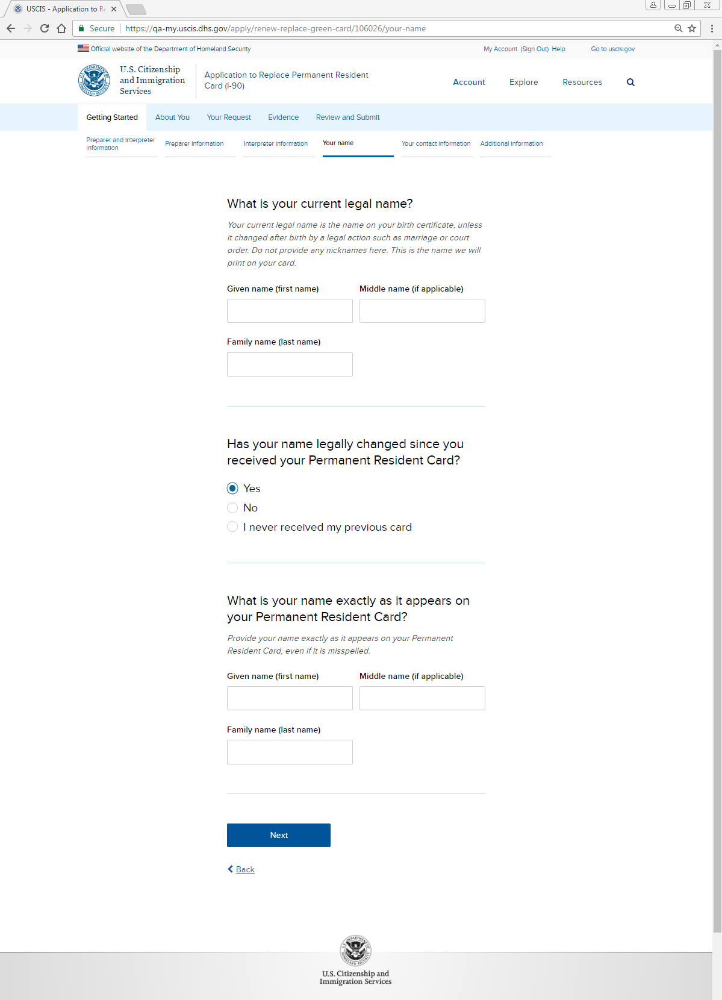 USCIS - Application to Re
Secure https://qa-my.uscis.dhs.gov/apply/renew-replace-green-card/106026/your-name
Official website of the Department of Homeland Security
My Account (Sign Out) Help Go to uscis.gov
U.S. Citizenship
and Immigration
Services
Application to Replace Permanent Resident
Card (I-90)
Account Explore Resources
Getting Started About You Your Request Evidence Review and Submit
Preparer and Interpreter
Information
Preparer Information
Interpreter Information
Your name
Your contact information
Additional Information
What is your current legal name?
Your current legal name is the name on your birth certificate, unless
it changed after birth by a legal action such as marriage or court
order. Do not provide any nicknames here. This is the name we will
print on your card.
Given name (first name) Middle name (if applicable)
Family name (last name)
Has your name legally changed since you
received your Permanent Resident Card?
Yes
No
I never received my previous card
What is your name exactly as it appears on
your Permanent Resident Card?
Provide your name exactly as it appears on your Permanent
Resident Card, even if it is misspelled.
Given name (first name) Middle name (if applicable)
Family name (last name)
Next
Back
U.S. Citizenship and
Immigration Services